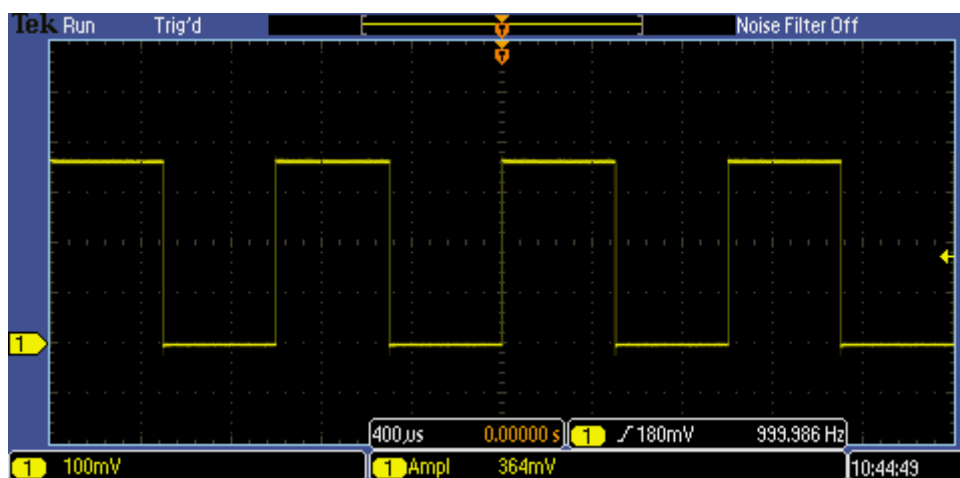 Tek Run Trig'd Noise Filter Off
T
T
1
400µs 0.00000 s 1 180mV 999.986 Hz
1 100mV 1 Ampl 364mV 10:44:49